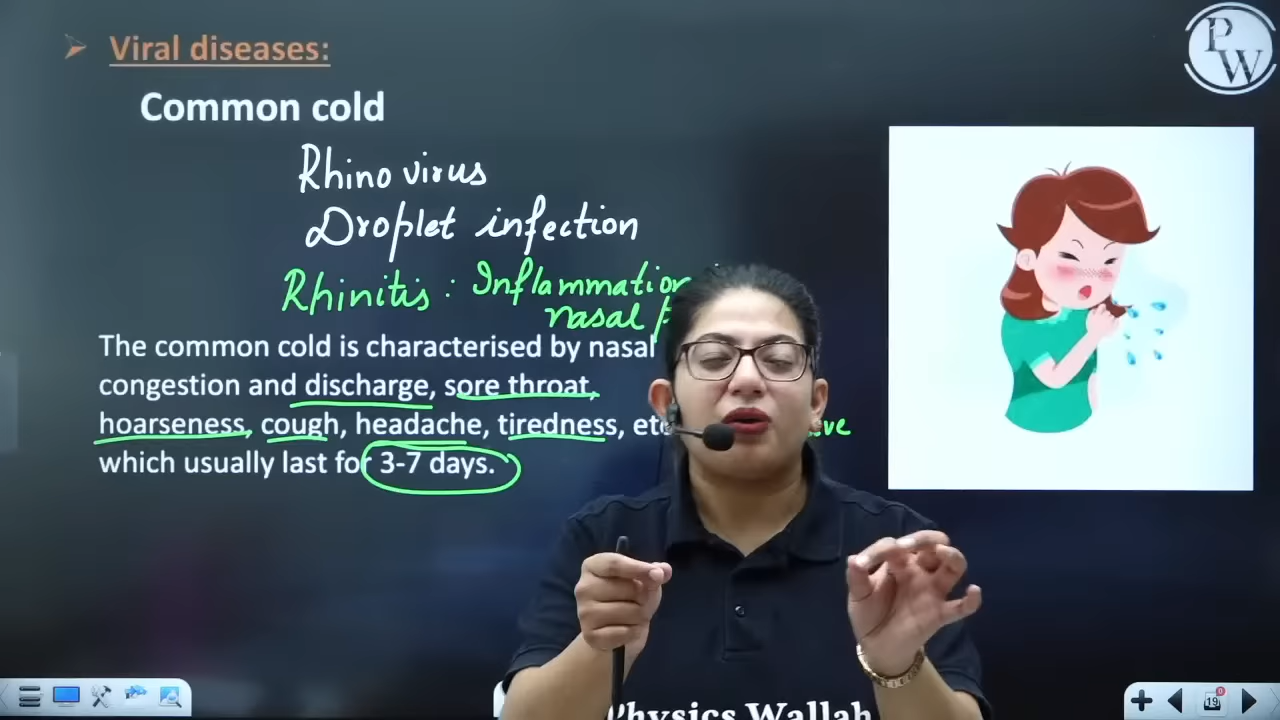 Viral diseases:
Common cold
Rhino virus
Droplet infection
Rhinitis : Inflammation
nasal
The common cold is characterised by nasal
congestion and discharge, sore throat,
hoarseness, cough, headache, tiredness, etc
which usually last for 3-7 days.
PW
19
Physics Wallah